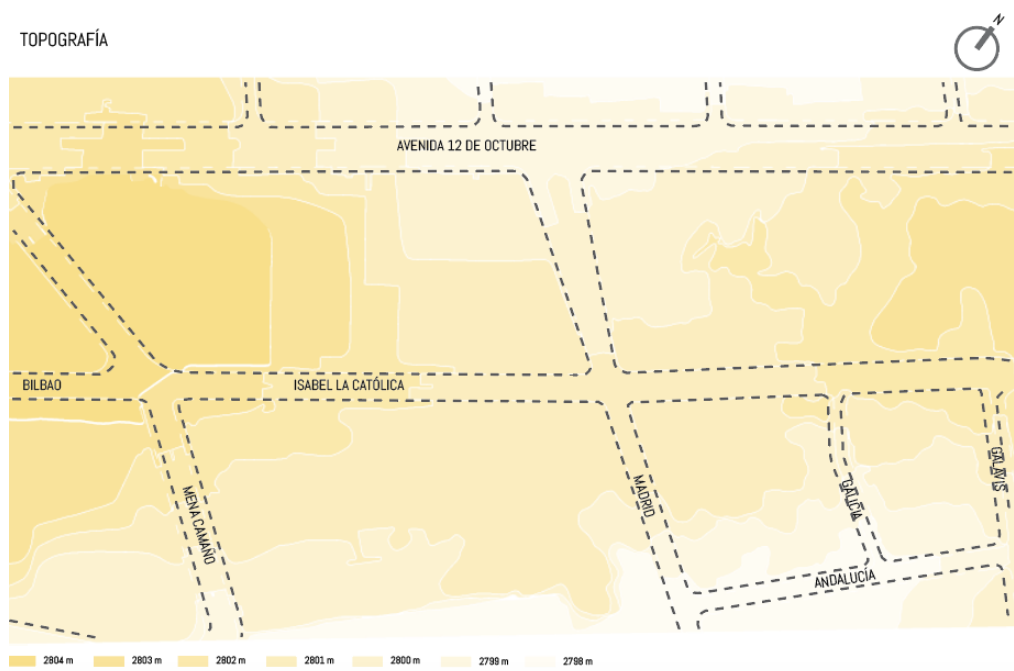 TOPOGRAFÍA
N
AVENIDA 12 DE OCTUBRE
BILBAO
ISABEL LA CATÓLICA
MENA CAMAÑO
MADRID
GALICIA
GALAVIS
ANDALUCÍA
2804 m
2803 m
2802 m
2801 m
2800 m
2799 m
2798 m